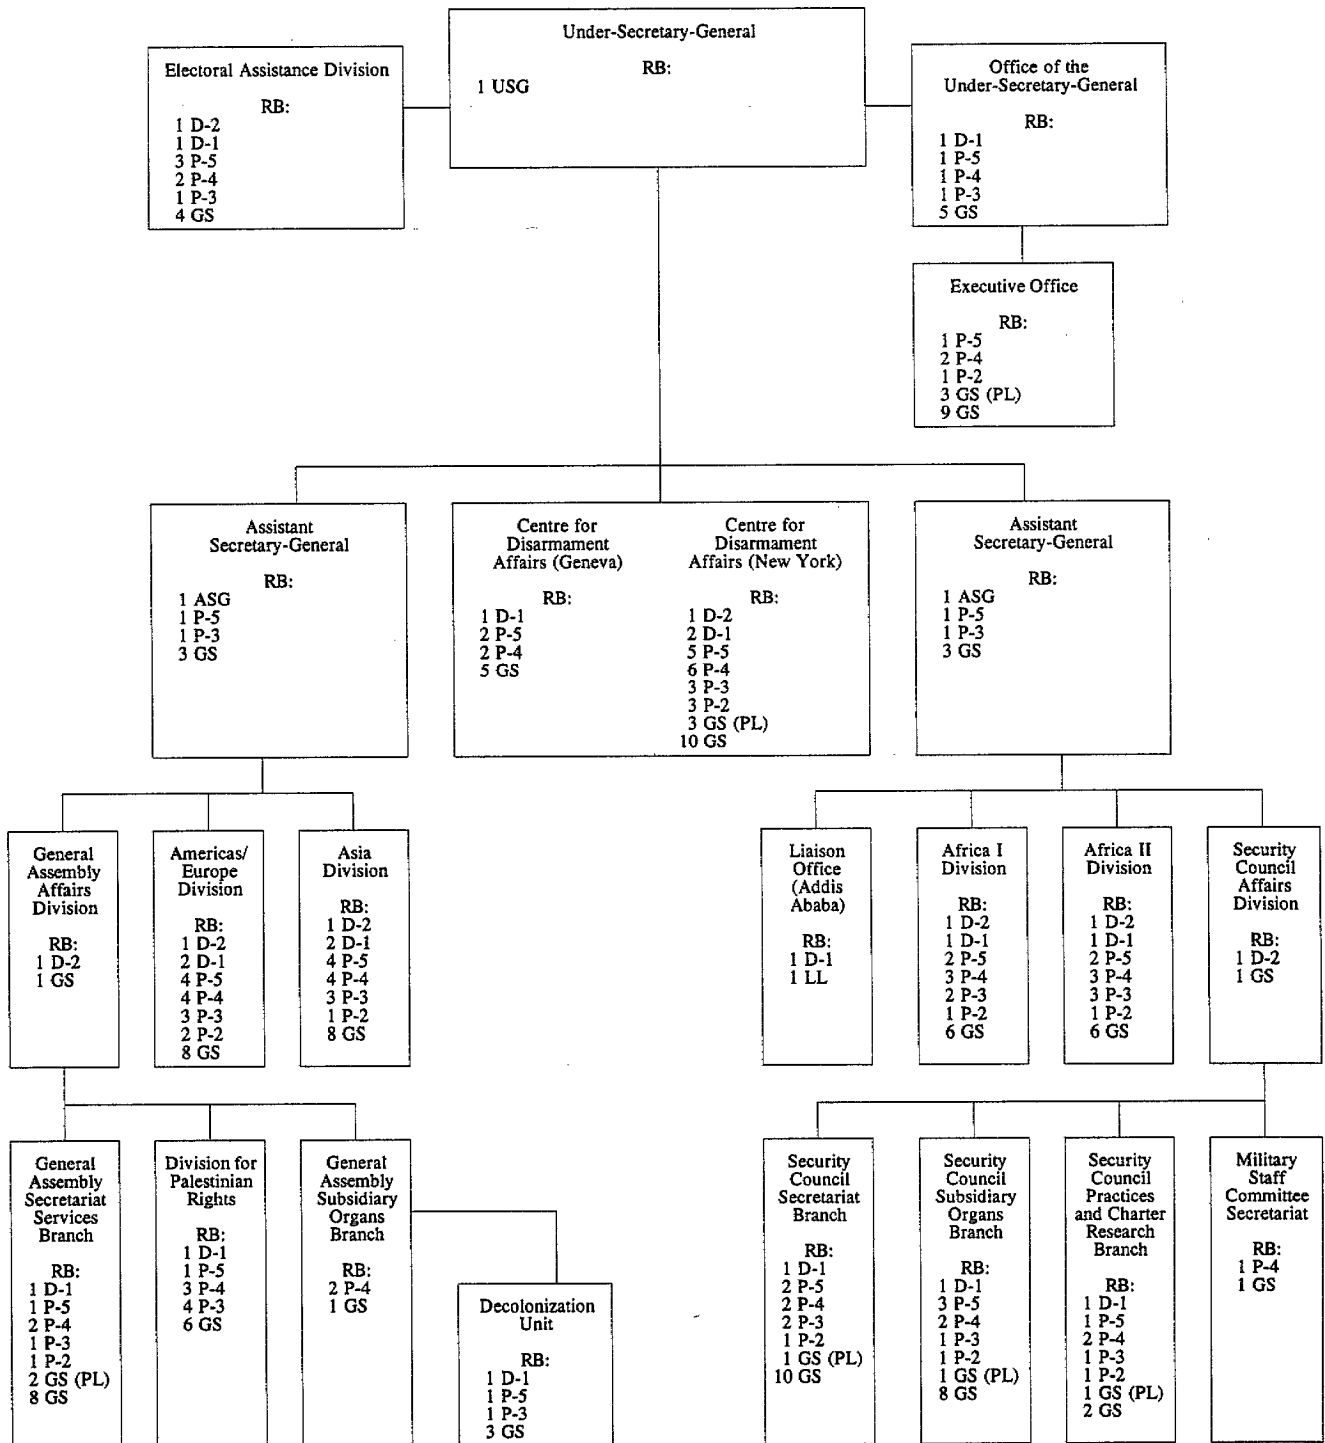 Under-Secretary-General
RB:
1 USG
Electoral Assistance Division
RB:
1 D-2
1 D-1
3 P-5
2 P-4
1 P-3
4 GS
Office of the
Under-Secretary-General
RB:
1 D-1
1 P-5
1 P-4
1 P-3
5 GS
Executive Office
RB:
1 P-5
2 P-4
1 P-2
3 GS (PL)
9 GS
Assistant
Secretary-General
RB:
1 ASG
1 P-5
1 P-3
3 GS
Centre for
Disarmament
Affairs (Geneva)
RB:
1 D-1
2 P-5
2 P-4
5 GS
Centre for
Disarmament
Affairs (New York)
RB:
1 D-2
2 D-1
5 P-5
6 P-4
3 P-3
3 P-2
3 GS (PL)
10 GS
Assistant
Secretary-General
RB:
1 ASG
1 P-5
1 P-3
3 GS
General
Assembly
Affairs
Division
RB:
1 D-2
1 GS
Americas/
Europe
Division
RB:
1 D-2
2 D-1
4 P-5
4 P-4
3 P-3
2 P-2
8 GS
Asia
Division
RB:
1 D-2
2 D-1
4 P-5
4 P-4
3 P-3
1 P-2
8 GS
Liaison
Office
(Addis
Ababa)
RB:
1 D-1
1 LL
Africa I
Division
RB:
1 D-2
1 D-1
2 P-5
3 P-4
2 P-3
1 P-2
6 GS
Africa II
Division
RB:
1 D-2
1 D-1
2 P-5
3 P-4
3 P-3
1 P-2
6 GS
Security
Council
Affairs
Division
RB:
1 D-2
1 GS
General
Assembly
Secretariat
Services
Branch
RB:
1 D-1
1 P-5
2 P-4
1 P-3
1 P-2
2 GS (PL)
8 GS
Division for
Palestinian
Rights
RB:
1 D-1
1 P-5
3 P-4
4 P-3
6 GS
General
Assembly
Subsidiary
Organs
Branch
RB:
2 P-4
1 GS
Decolonization
Unit
RB:
1 D-1
1 P-5
1 P-3
3 GS
Security
Council
Secretariat
Branch
RB:
1 D-1
2 P-5
2 P-4
2 P-3
1 P-2
1 GS (PL)
10 GS
Security
Council
Subsidiary
Organs
Branch
RB:
1 D-1
3 P-5
2 P-4
1 P-3
1 P-2
1 GS (PL)
8 GS
Security
Council
Practices
and Charter
Research
Branch
RB:
1 D-1
1 P-5
2 P-4
1 P-3
1 P-2
1 GS (PL)
2 GS
Military
Staff
Committee
Secretariat
RB:
1 P-4
1 GS